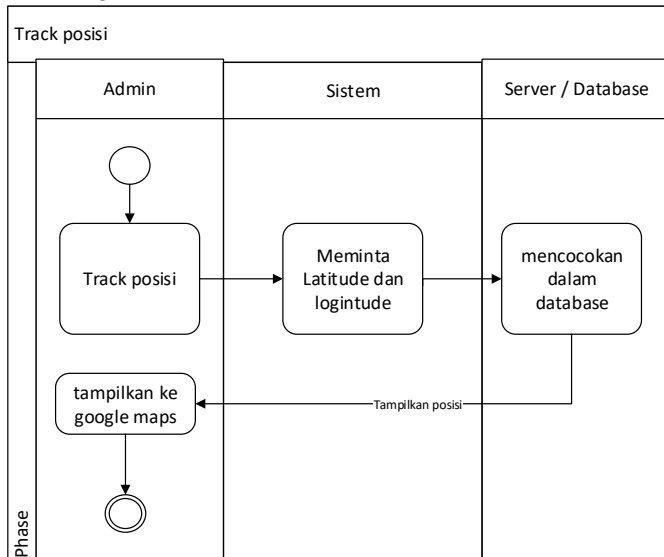 Track posisi
Admin
Sistem
Server / Database
Track posisi
Meminta
Latitude dan
logintude
mencocokan
dalam
database
tampilkan ke
google maps
Tampilkan posisi
Phase